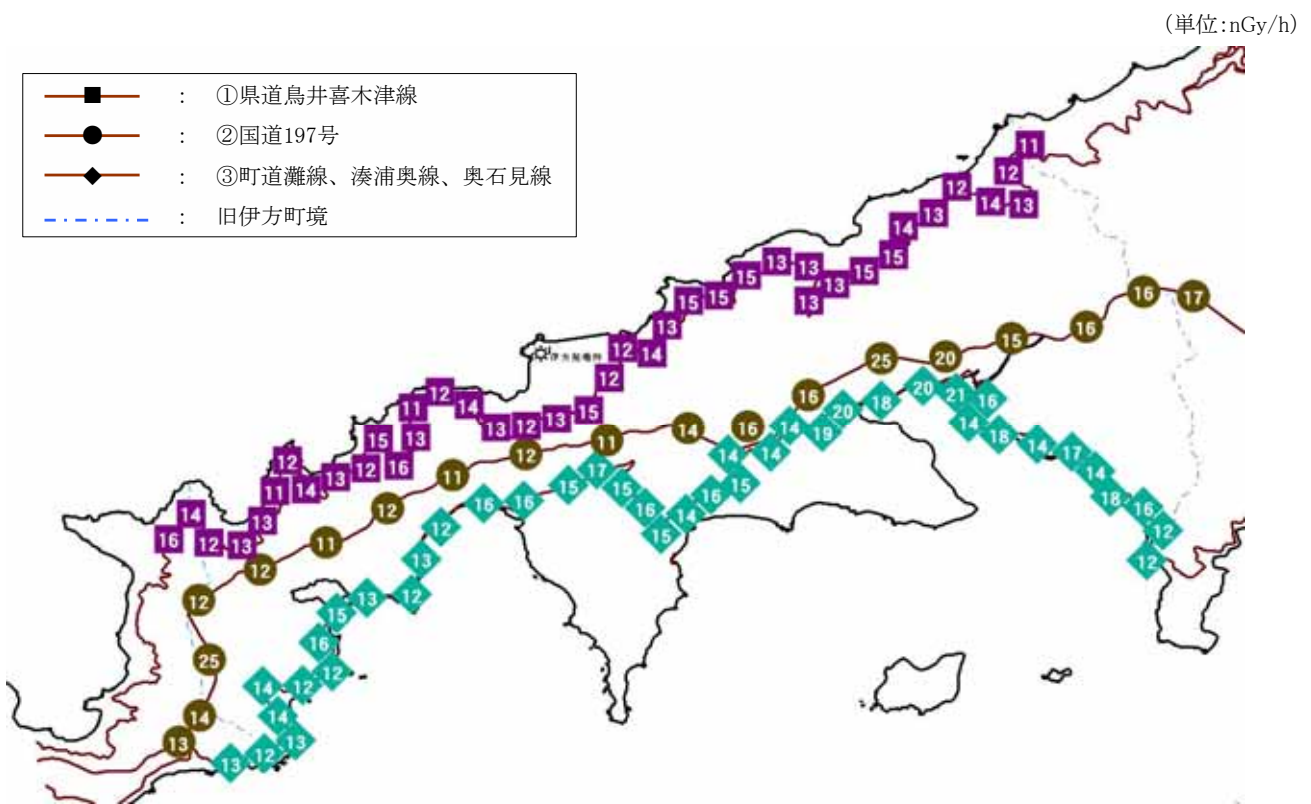 (単位:nGy/h)
: ①県道鳥井喜木津線
: ②国道197号
: ③町道灘線、湊浦奥線、奥石見線
: 旧伊方町境
伊方発電所
16 14 12 13 13 11 12 14 13 12 15 16 13 11 12 14 13 12 13 15 12 12 14 13 15 15 15 13 13 13 13 15 15 14 13 12 14 13 12 11
13 14 25 12 12 11 12 11 12 11 14 16 16 25 20 15 16 16 17
13 12 13 14 14 12 12 16 15 13 12 13 12 16 16 15 17 15 16 15 14 16 15 14 14 14 19 20 18 20 21 16 14 18 14 17 14 18 16 12 12